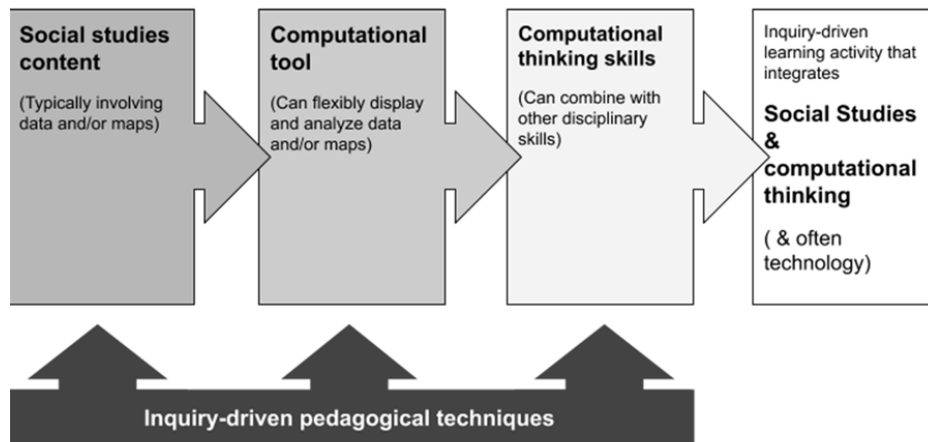 Social studies
content
(Typically involving
data and/or maps)
Computational
tool
(Can flexibly display
and analyze data
and/or maps)
Computational
thinking skills
(Can combine with
other disciplinary
skills)
Inquiry-driven
learning activity that
integrates
Social Studies
&
computational
thinking
( & often
technology)
Inquiry-driven pedagogical techniques